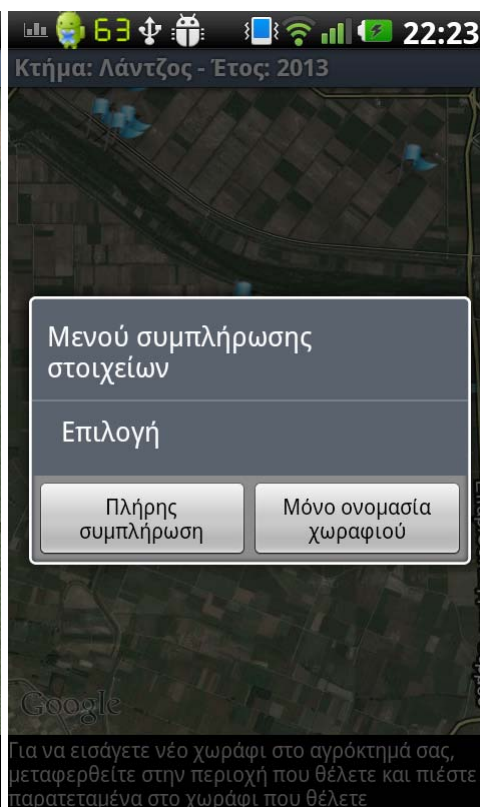 63
22:23
Κτήμα: Λάντζος - Έτος: 2013
Μενού συμπλήρωσης
στοιχείων
Επιλογή
Πλήρης
συμπλήρωση
Μόνο ονομασία
χωραφιού
Google
Για να εισάγετε νέο χωράφι στο αγρόκτημά σας,
μεταφερθείτε στην περιοχή που θέλετε και πιέστε
παρατεταμένα στο χωράφι που θέλετε